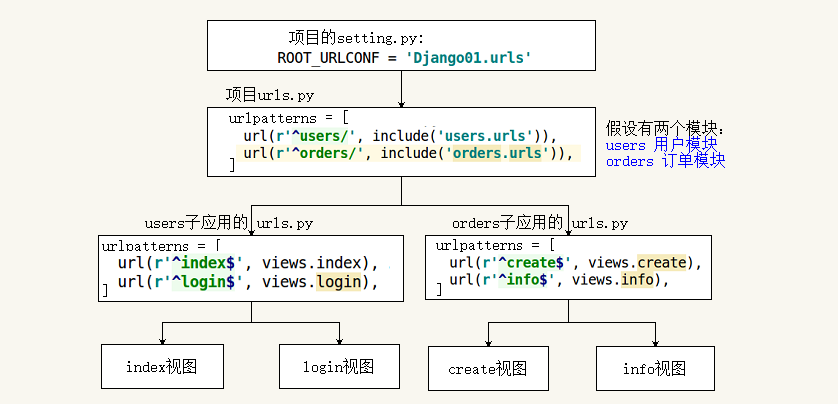 项目的setting.py:
ROOT_URLCONF = 'Django01.urls'
项目urls.py
urlpatterns = [
url(r'^users/', include('users.urls')),
url(r'^orders/', include('orders.urls')),
]
假设有两个模块:
users 用户模块
orders 订单模块
users子应用的 urls.py
urlpatterns = [
url(r'^index$', views.index),
url(r'^login$', views.login),
]
orders子应用的 urls.py
urlpatterns = [
url(r'^create$', views.create),
url(r'^info$', views.info),
]
index视图
login视图
create视图
info视图